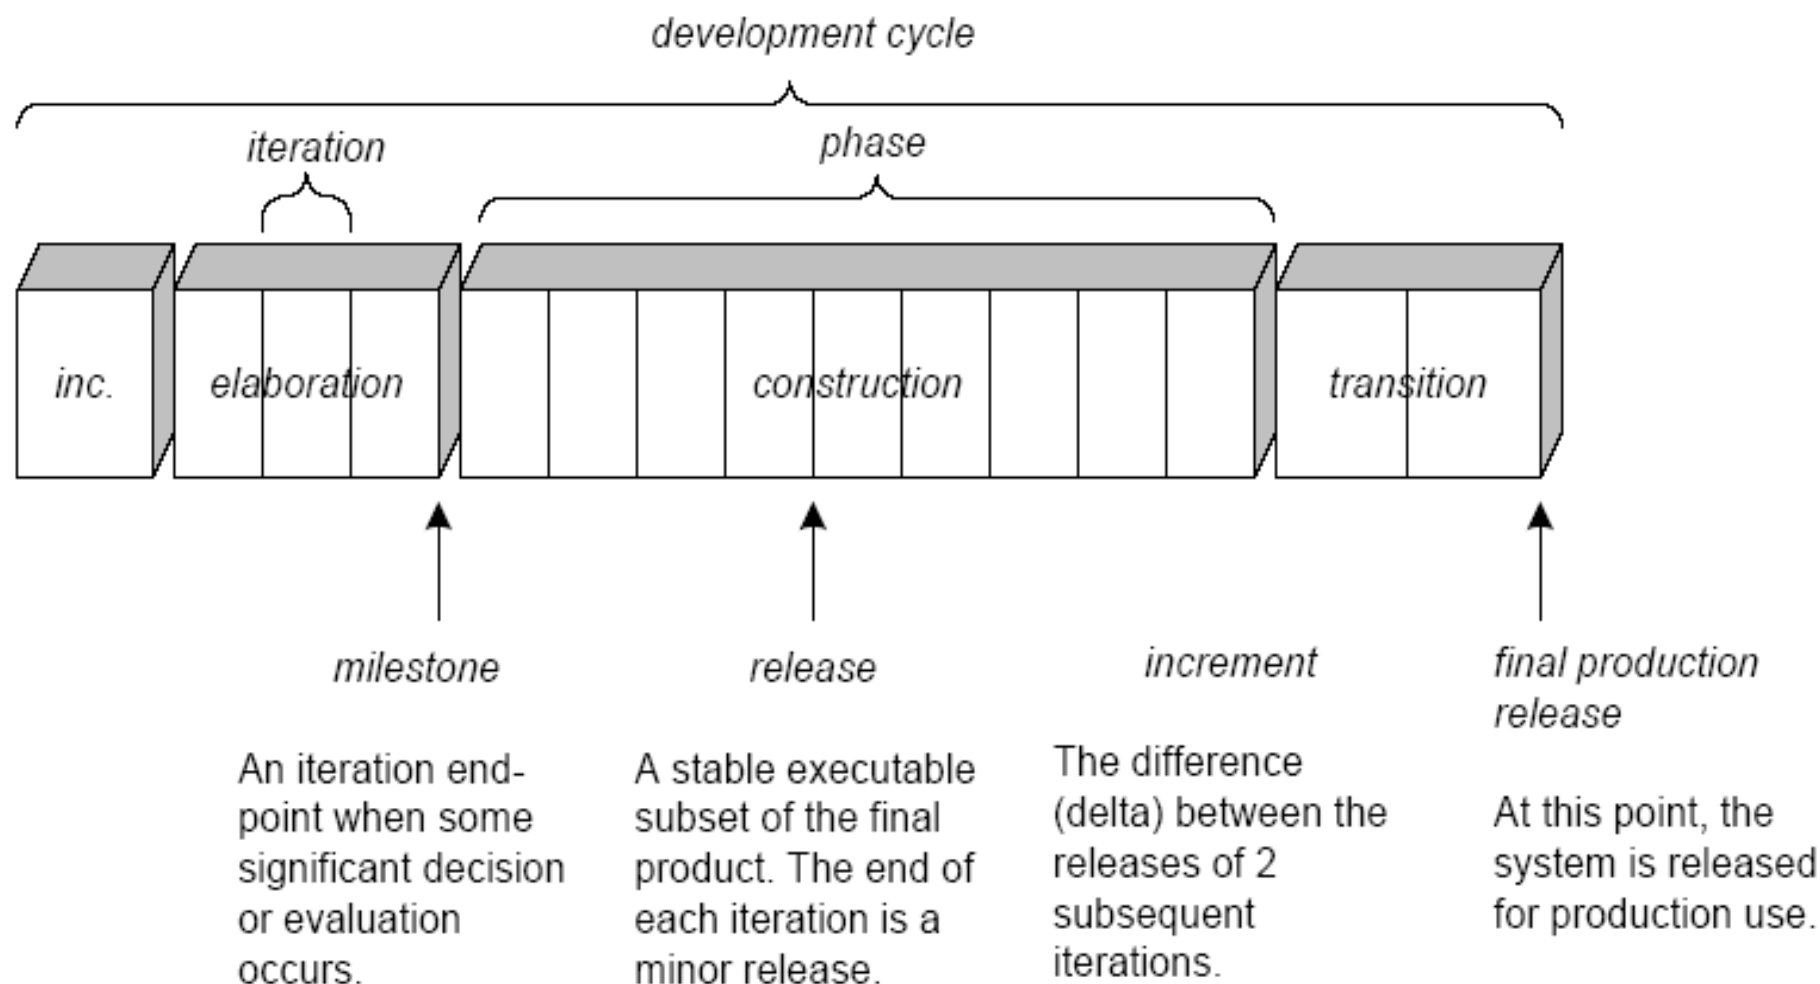 development cycle
iteration
phase
inc.
elaboration
construction
transition
milestone
An iteration end-
point when some
significant decision
or evaluation
occurs.
release
A stable executable
subset of the final
product. The end of
each iteration is a
minor release.
increment
The difference
(delta) between the
releases of 2
subsequent
iterations.
final production
release
At this point, the
system is released
for production use.